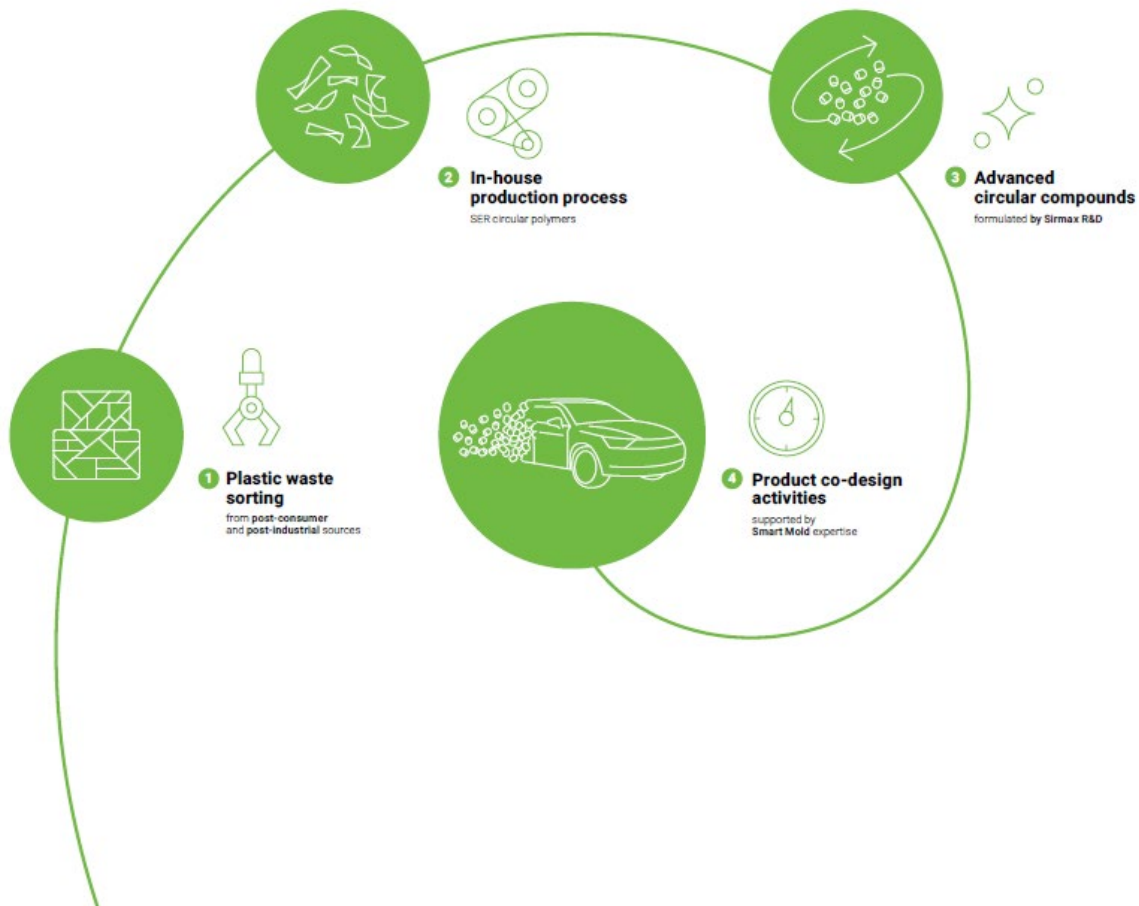 1 Plastic waste
sorting
from post-consumer
and post-industrial sources
2 In-house
production process
SER circular polymers
3 Advanced
circular compounds
formulated by Sirmax R&D
4 Product co-design
activities
supported by
Smart Mold expertise